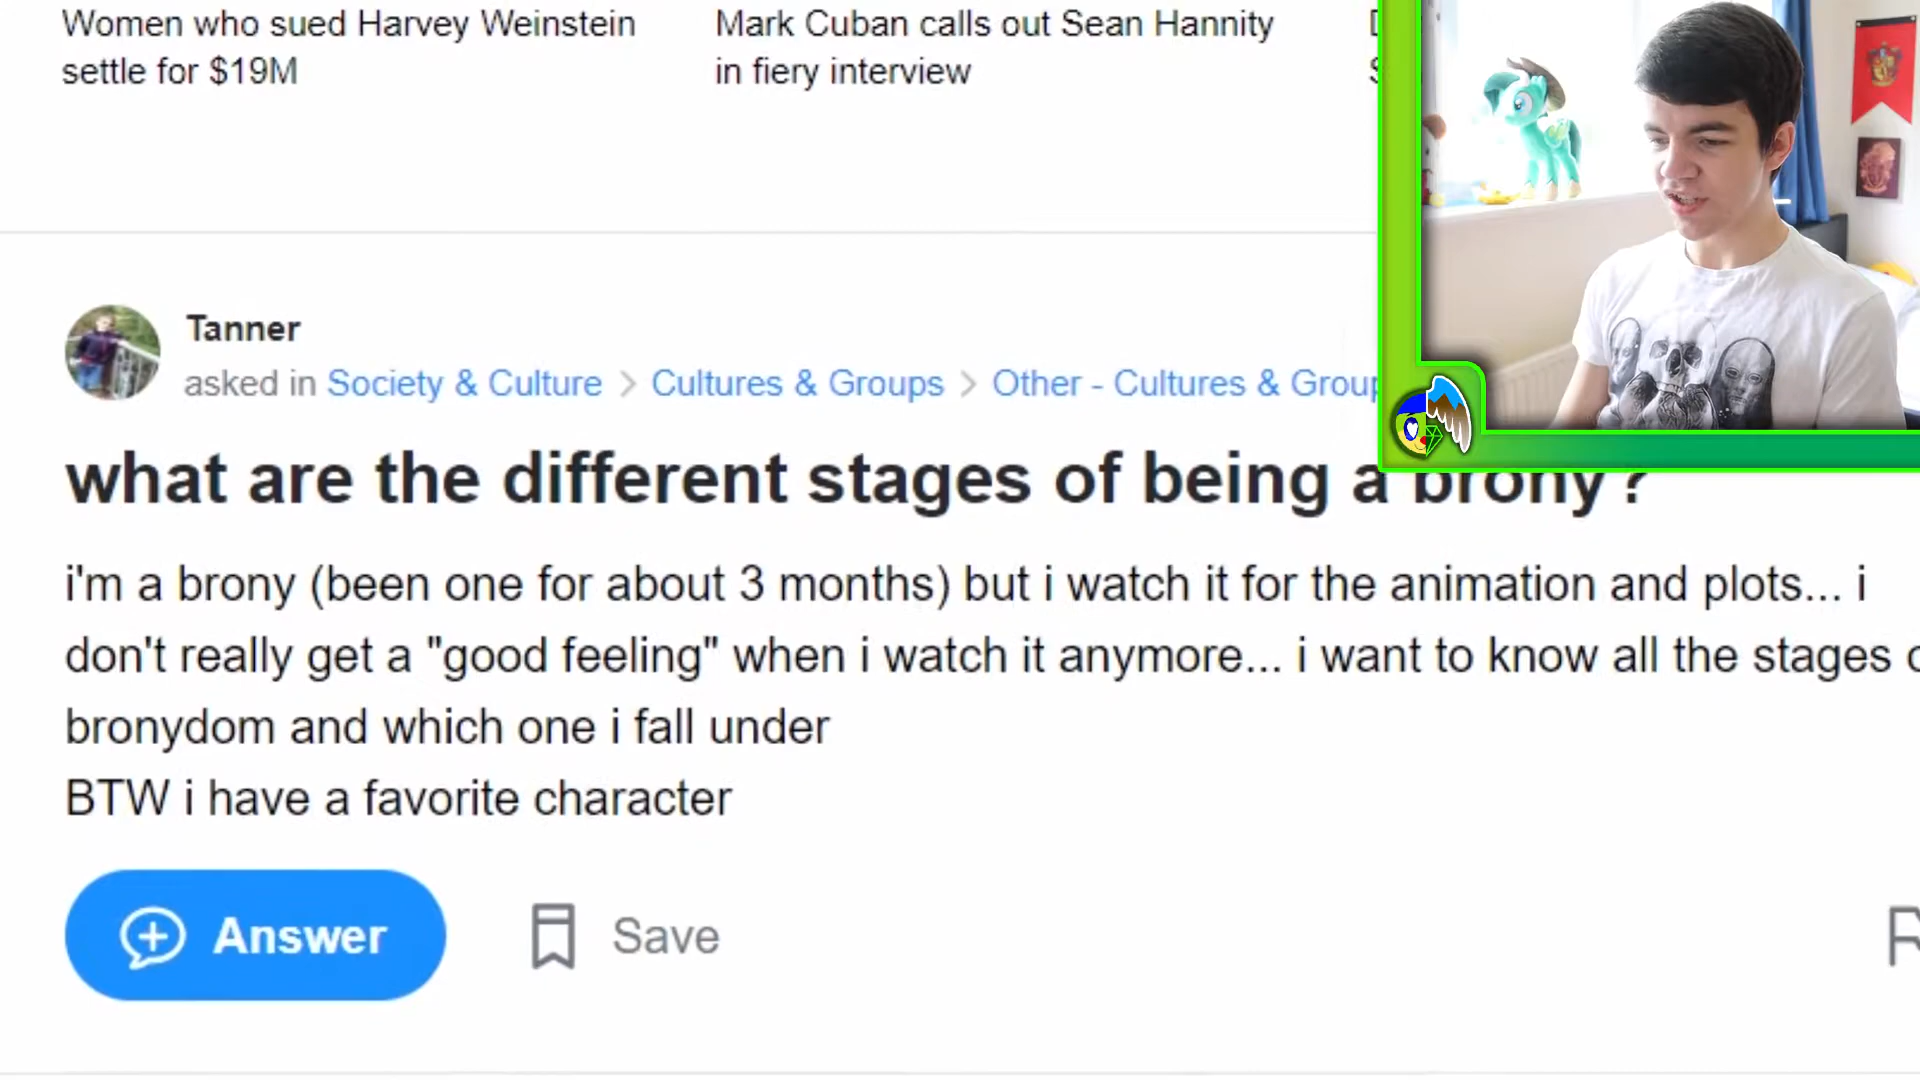 Women who sued Harvey Weinstein
settle for $19M
Mark Cuban calls out Sean Hannity
in fiery interview
Tanner
asked in Society & Culture > Cultures & Groups > Other - Cultures &
what are the different stages of being a brony?
i'm a brony (been one for about 3 months) but i watch it for the animation and plots... i
don't really get a "good feeling" when i watch it anymore... i want to know all the stages
bronydom and which one i fall under
BTW i have a favorite character
Answer
Save